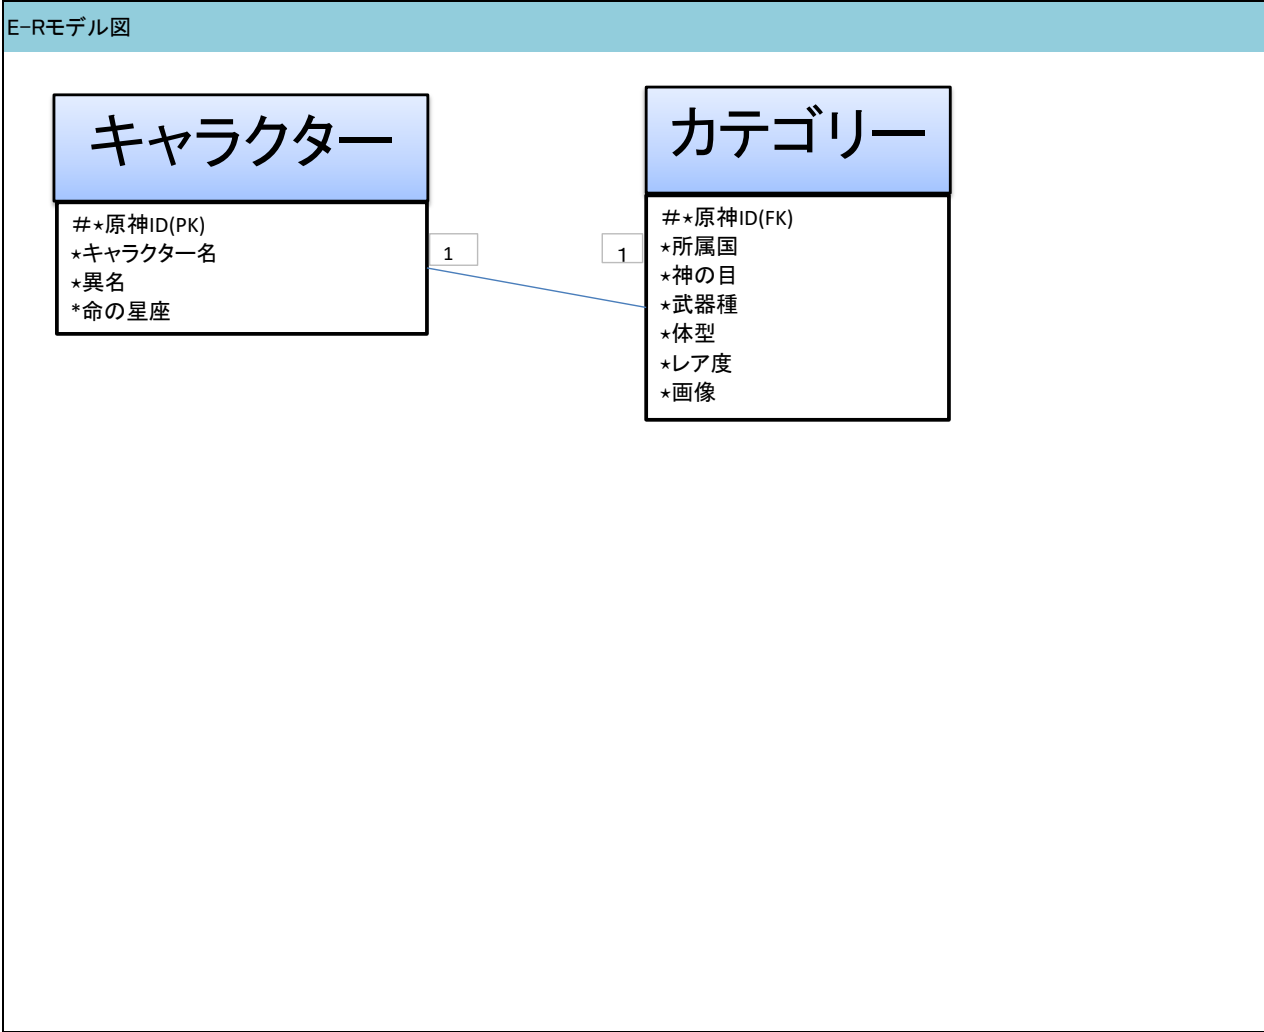 E-Rモデル図
キャラクター
#⋆原神ID(PK)
⋆キャラクター名
⋆異名
*命の星座
1
1
カテゴリー
#⋆原神ID(FK)
⋆所属国
⋆神の目
⋆武器種
⋆体型
⋆レア度
⋆画像